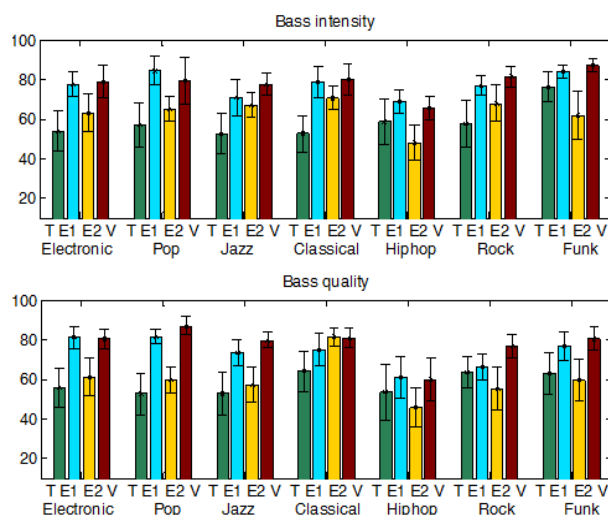 Bass intensity
100
80
60
40
20
T E1 E2 V T E1 E2 V T E1 E2 V T E1 E2 V T E1 E2 V T E1 E2 V T E1 E2 V
Electronic Pop Jazz Classical Hiphop Rock Funk
Bass quality
100
80
60
40
20
T E1 E2 V T E1 E2 V T E1 E2 V T E1 E2 V T E1 E2 V T E1 E2 V T E1 E2 V
Electronic Pop Jazz Classical Hiphop Rock Funk